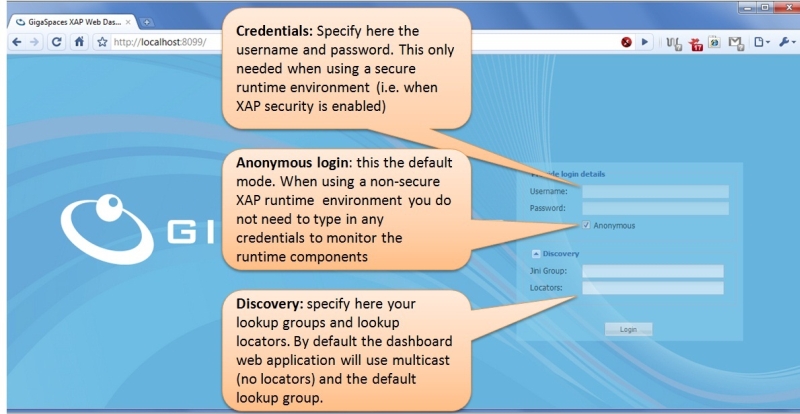 GigaSpaces XAP Web Das...
http://localhost:8099/
Credentials: Specify here the
username and password. This only
needed when using a secure
runtime environment (i.e. when
XAP security is enabled)
Anonymous login: this the default
mode. When using a non-secure
XAP runtime environment you do
not need to type in any
credentials to monitor the
runtime components
Discovery: specify here your
lookup groups and lookup
locators. By default the dashboard
web application will use multicast
(no locators) and the default
lookup group.
GI
login details
Username:
Password:
Anonymous
Discovery
Jini Group:
Locators:
Login